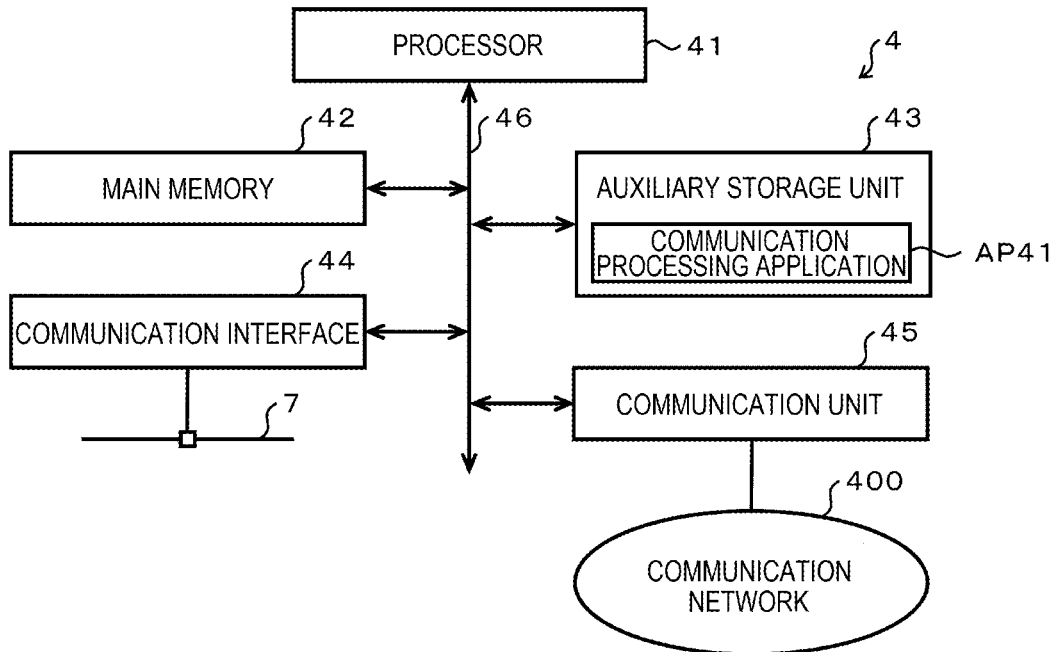 PROCESSOR
41
4
42
46
43
MAIN MEMORY
AUXILIARY STORAGE UNIT
COMMUNICATION
PROCESSING APPLICATION
AP41
44
COMMUNICATION INTERFACE
45
COMMUNICATION UNIT
7
400
COMMUNICATION
NETWORK